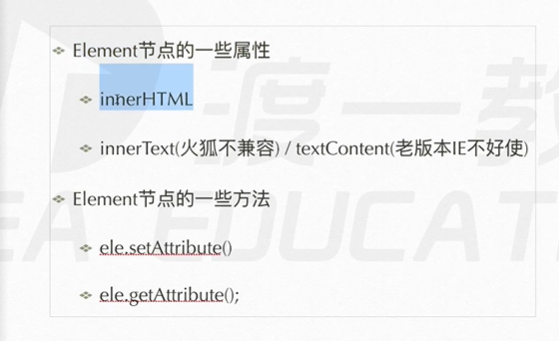 Element节点的一些属性
innerHTML
innerText(火狐不兼容) / textContent(老版本IE不好使)
Element节点的一些方法
ele.setAttribute()
ele.getAttribute();
渡一教
EDUCAT